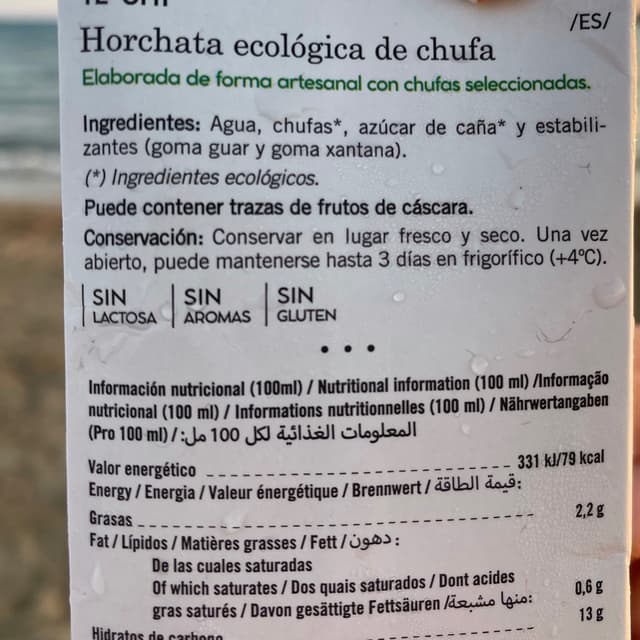 /ES/
Horchata ecológica de chufa
Elaborada de forma artesanal con chufas seleccionadas.
Ingredientes: Agua, chufas*, azúcar de caña* y estabili-
zantes (goma guar y goma xantana).
(*) Ingredientes ecológicos.
Puede contener trazas de frutos de cáscara.
Conservación: Conservar en lugar fresco y seco. Una vez
abierto, puede mantenerse hasta 3 días en frigorífico (+4ºC).
SIN
LACTOSA
SIN
AROMAS
SIN
GLUTEN
Información nutricional (100ml) / Nutritional information (100 ml) /Informação
nutricional (100 ml) / Informations nutritionnelles (100 ml) / Nährwertangaben
(Pro 100 ml) / المعلومات الغذائية لكل 100 مل:
Valor energético 331 kJ/79 kcal
Energy / Energia / Valeur énergétique / Brennwert / قيمة الطاقة:
Grasas 2,2 g
Fat / Lípidos / Matières grasses / Fett / دهون:
De las cuales saturadas
Of which saturates / Dos quais saturados / Dont acides
gras saturés / Davon gesättigte Fettsäuren /منها مشبعة: 0,6 g
13 g
Hidratos de carbono